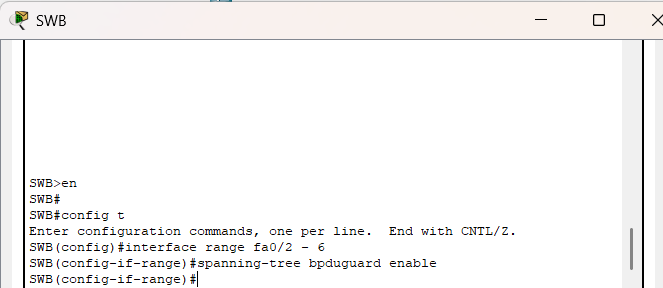 SWB
SWB>en
SWB#
SWB#config t
Enter configuration commands, one per line.  End with CNTL/Z.
SWB(config)#interface range fa0/2 - 6
SWB(config-if-range)#spanning-tree bpduguard enable
SWB(config-if-range)#